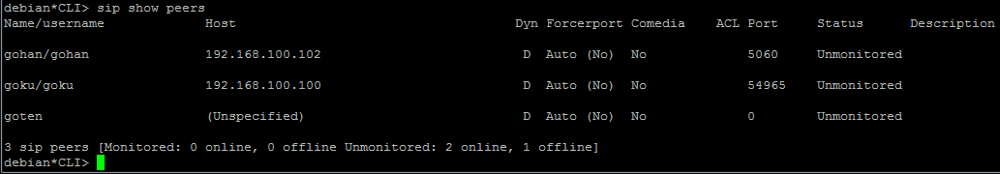 debian*CLI> sip show peers
Name/username Host Dyn Forcerport Comedia ACL Port Status Description
gohan/gohan 192.168.100.102 D Auto (No) No 5060 Unmonitored
goku/goku 192.168.100.100 D Auto (No) No 54965 Unmonitored
goten (Unspecified) D Auto (No) No 0 Unmonitored
3 sip peers [Monitored: 0 online, 0 offline Unmonitored: 2 online, 1 offline]
debian*CLI>